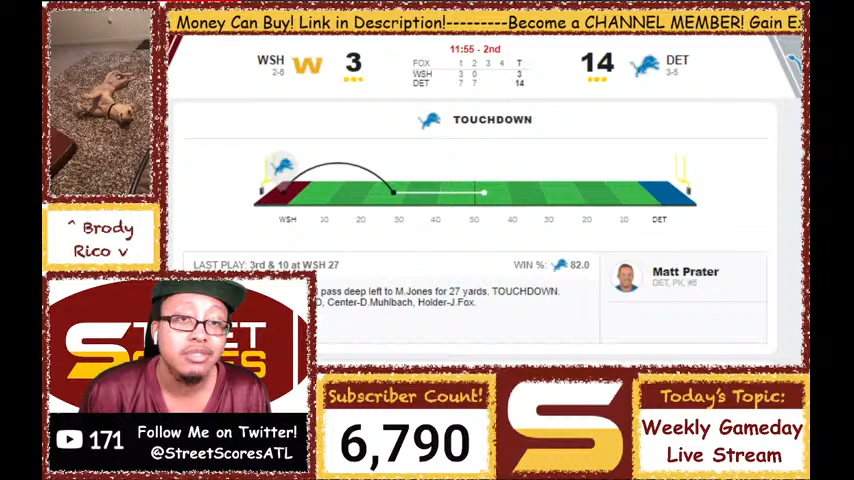 Money Can Buy! Link in Description!---------Become a CHANNEL MEMBER! Gain E
11:55 - 2nd
WSH 3 14 DET
2-6 3-5
FOX 1 2 3 4 T
WSH 3 0 3
DET 7 7 14
TOUCHDOWN
WSH 10 20 30 40 50 40 30 20 10 DET
^ Brody
Rico v
LAST PLAY: 3rd & 10 at WSH 27
WIN %: 82.0
pass deep left to M.Jones for 27 yards, TOUCHDOWN.
Center-D.Muhlbach, Holder-J.Fox.
Matt Prater
DET, PK, #5
STREET
SCORES
171
Follow Me on Twitter!
@StreetScoresATL
Subscriber Count!
6,790
Today's Topic:
Weekly Gameday
Live Stream